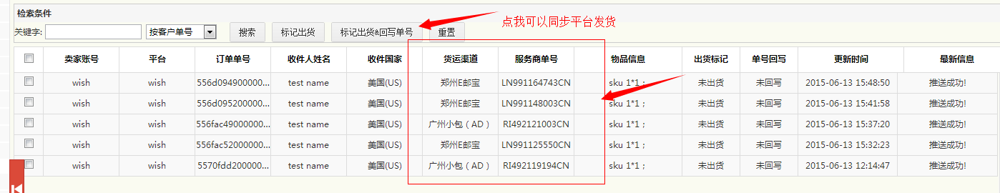 检索条件
点我可以同步平台发货
关键字: 按客户单号 搜索 标记出货 标记出货&回写单号 重置
卖家账号 平台 订单单号 收件人姓名 收件国家 货运渠道 服务商单号 物品信息 出货标记 单号回写 更新时间 最新信息
wish wish 556d094900000... test name 美国(US) 郑州E邮宝 LN991164743CN sku 1*1； 未出货 未回写 2015-06-13 15:48:50 推送成功!
wish wish 556d095200000... test name 美国(US) 郑州E邮宝 LN991148003CN sku 1*1； 未出货 未回写 2015-06-13 15:41:58 推送成功!
wish wish 556fac49000000... test name 美国(US) 广州小包（AD） RI492121003CN sku 1*1； 未出货 未回写 2015-06-13 15:37:20 推送成功!
wish wish 556fac52000000... test name 美国(US) 郑州E邮宝 LN991125550CN sku 1*1； 未出货 未回写 2015-06-13 15:32:23 推送成功!
wish wish 5570fdd200000... test name 美国(US) 广州小包（AD） RI492119194CN sku 1*1； 未出货 未回写 2015-06-13 12:14:47 推送成功!